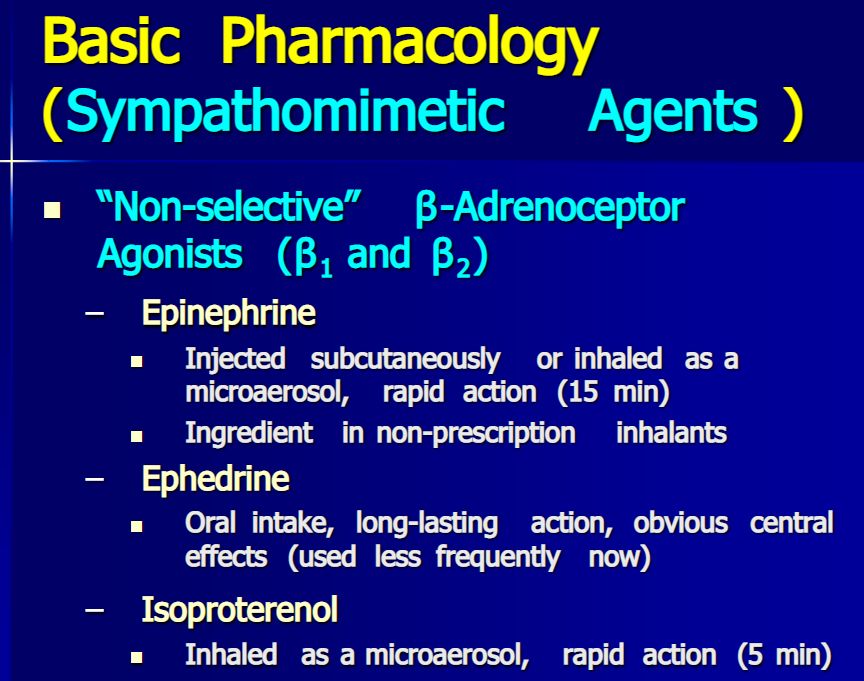 Basic Pharmacology
(Sympathomimetic Agents )
■ “Non-selective” β-Adrenoceptor
Agonists (β₁ and β₂)
– Epinephrine
■ Injected subcutaneously or inhaled as a
microaerosol, rapid action (15 min)
■ Ingredient in non-prescription inhalants
– Ephedrine
■ Oral intake, long-lasting action, obvious central
effects (used less frequently now)
– Isoproterenol
■ Inhaled as a microaerosol, rapid action (5 min)